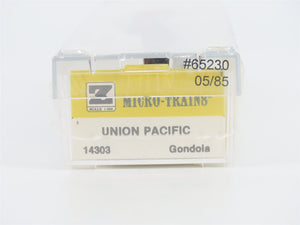 #65230
05/85
Z
MICRO-TRAINS
UNION PACIFIC
14303 Gondola